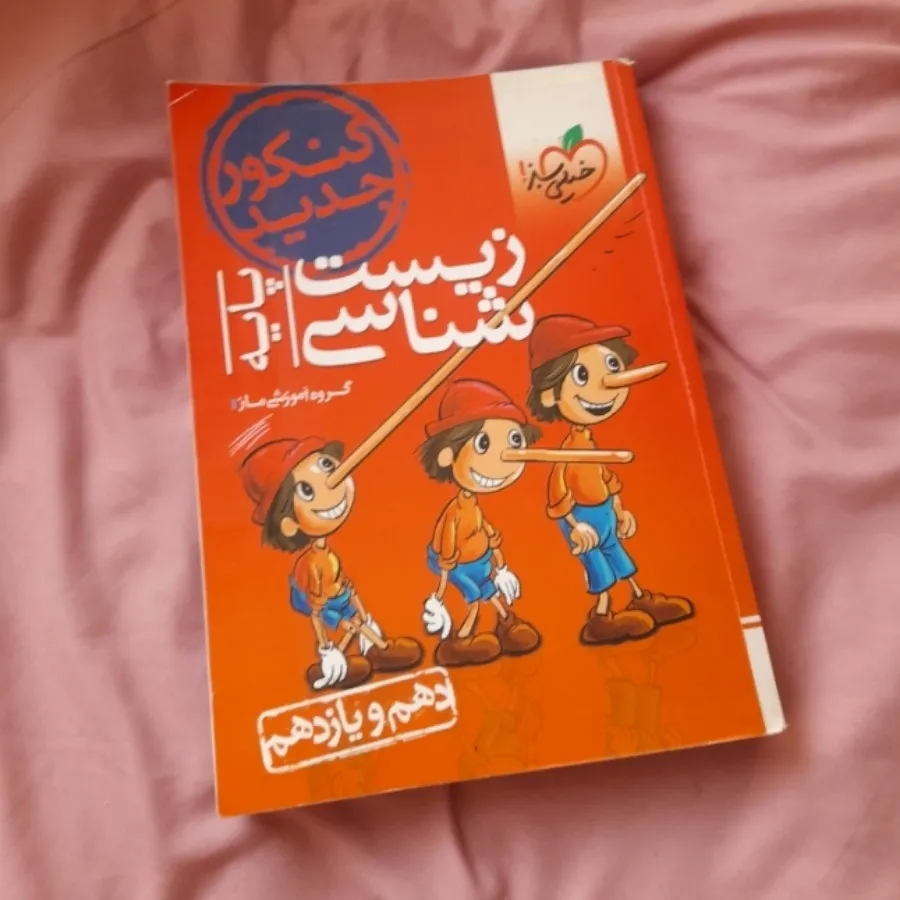 کنکور
جدید
خیلی سبز!
زیست
شناسی
پایه
گروه آموزشی ماز
دهم و یازدهم